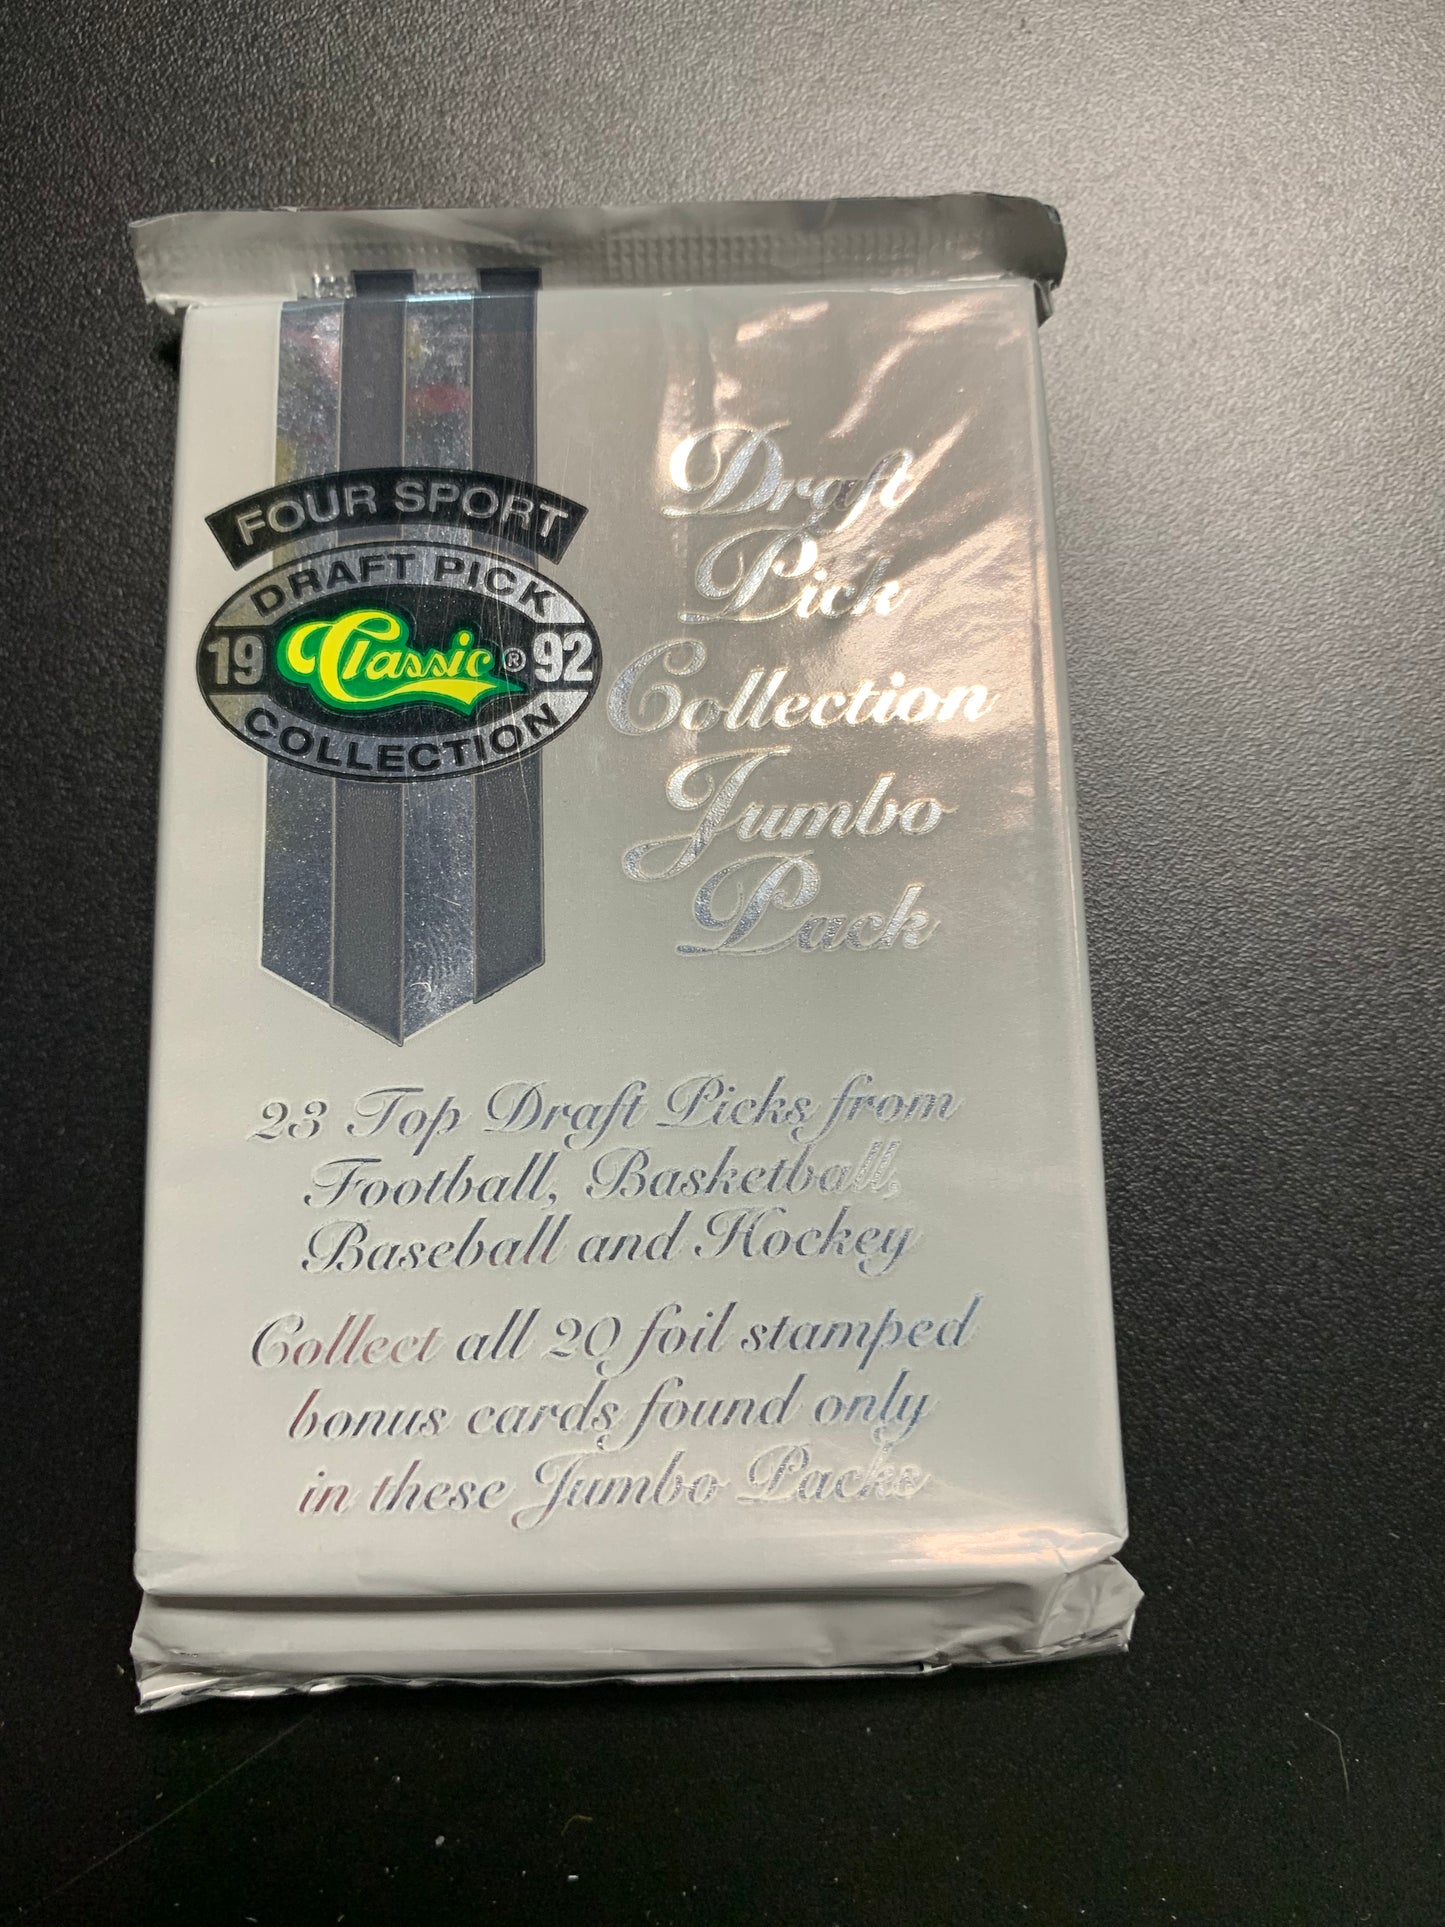 FOUR SPORT
DRAFT PICK
19 Classic® 92
COLLECTION
Draft
Pick
Collection
Jumbo
Pack
23 Top Draft Picks from
Football, Basketball,
Baseball and Hockey
Collect all 20 foil stamped
bonus cards found only
in these Jumbo Packs